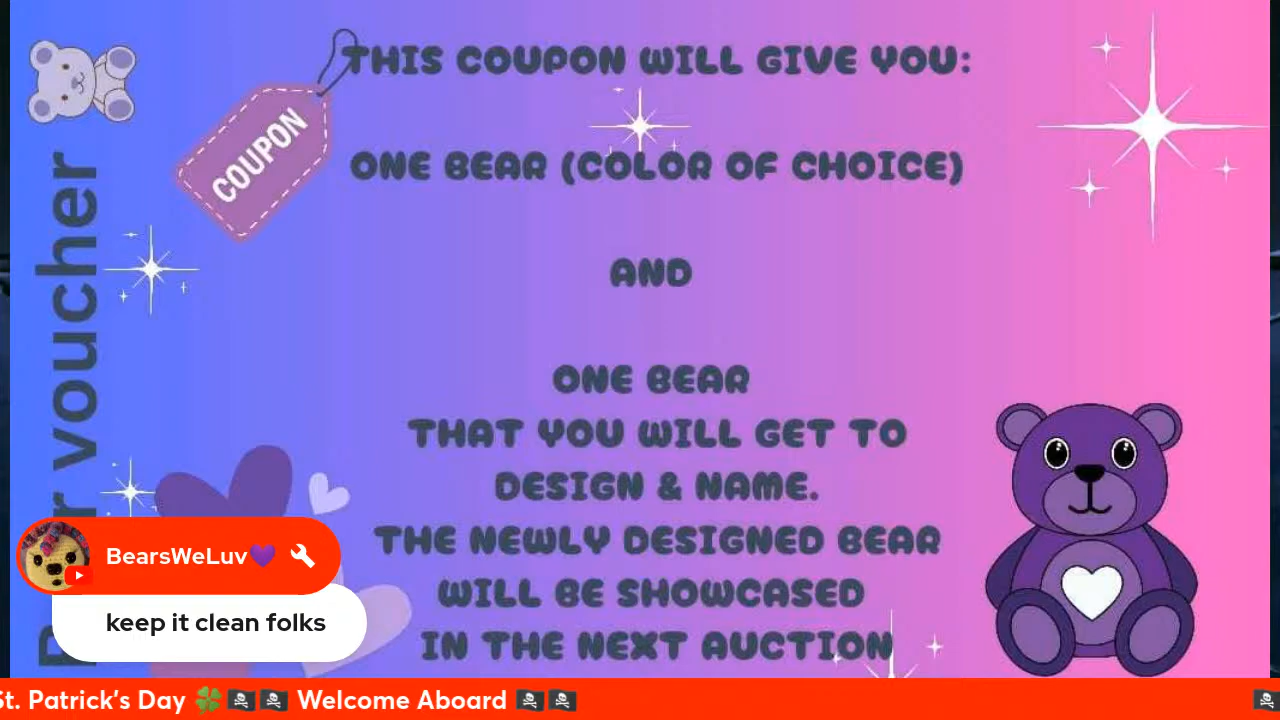 THIS COUPON WILL GIVE YOU:
COUPON
ONE BEAR (COLOR OF CHOICE)
AND
ONE BEAR
THAT YOU WILL GET TO
DESIGN & NAME.
THE NEWLY DESIGNED BEAR
WILL BE SHOWCASED
IN THE NEXT AUCTION
voucher
BearsWeLuv💜
keep it clean folks
St. Patrick's Day 🍀🏴‍☠️🏴‍☠️ Welcome Aboard 🏴‍☠️🏴‍☠️ 🏴‍☠️